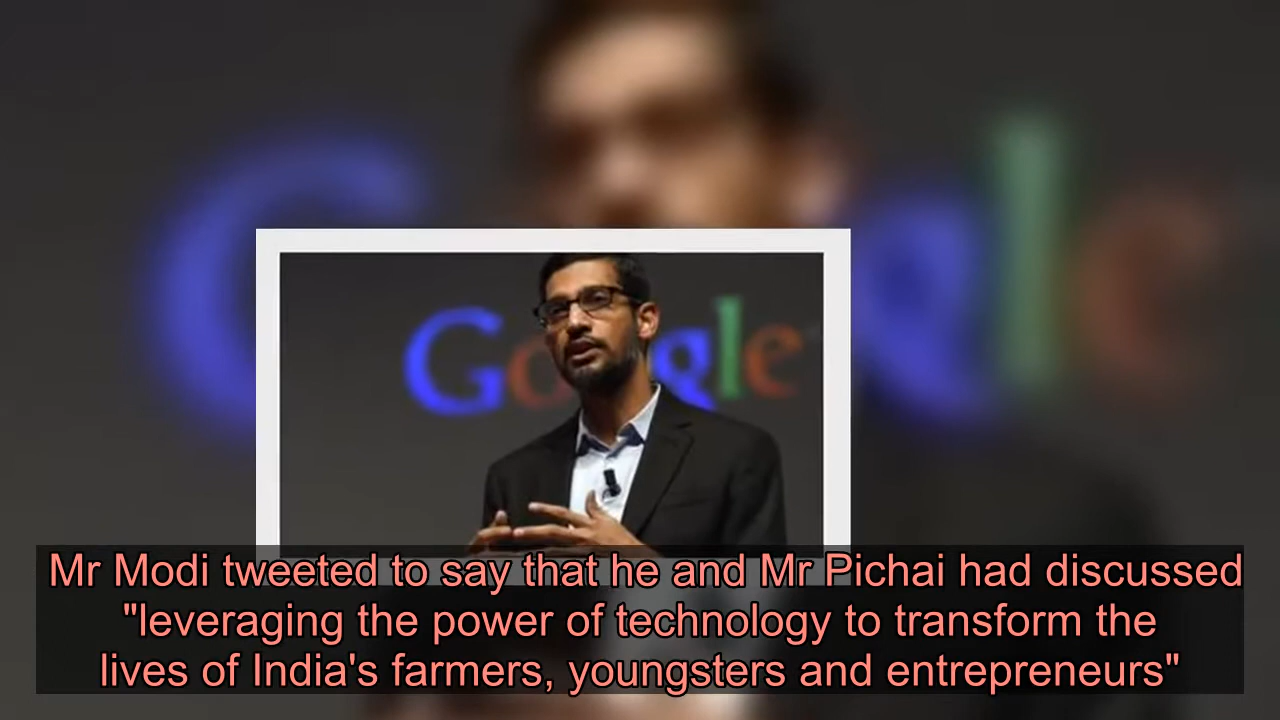 Google
Mr Modi tweeted to say that he and Mr Pichai had discussed
"leveraging the power of technology to transform the
lives of India's farmers, youngsters and entrepreneurs"